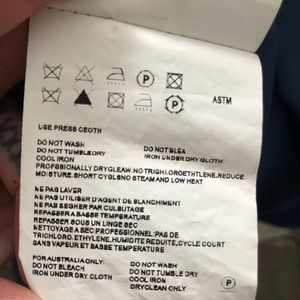 P
P
ASTM
USE PRESS CEOTH
DO NOT WASH DO NOT BLEA
DO NOT TUMBLEDRY IRON UNDER DRY CLOTH
COOL IRON
PROFESSIONALLY DRYCLEAN. NO TRICHLOROETHYLENE, REDUCE
MOISTURE. SHORT CYCL NO STEAM AND LOW HEAT
NE PAS LAVER
NE PAS UTILISER D'AGENT DE BLANCHIMENT
NE PAS SEGHER PAR CULBUTAGE
REPASSERA BASSE TEMPERATURE
REPASSER SOUS UN LINGE SEC
NETTOYAGE A SEC PROFESSIONNEL PAS DE
TRICHLORO. ETHYLENE, HUMIDITE REDUITE, CYCLE COURT
SANS VAPEUR ET BASSE TEMPERATURE
FOR AUSTRALIA ONLY: DO NOT WASH
DO NOT BLEACH DO NOT TUMBLE DRY
IRON UNDER DRY CLOTH COOL IRON
DRYCLEAN ONLY P